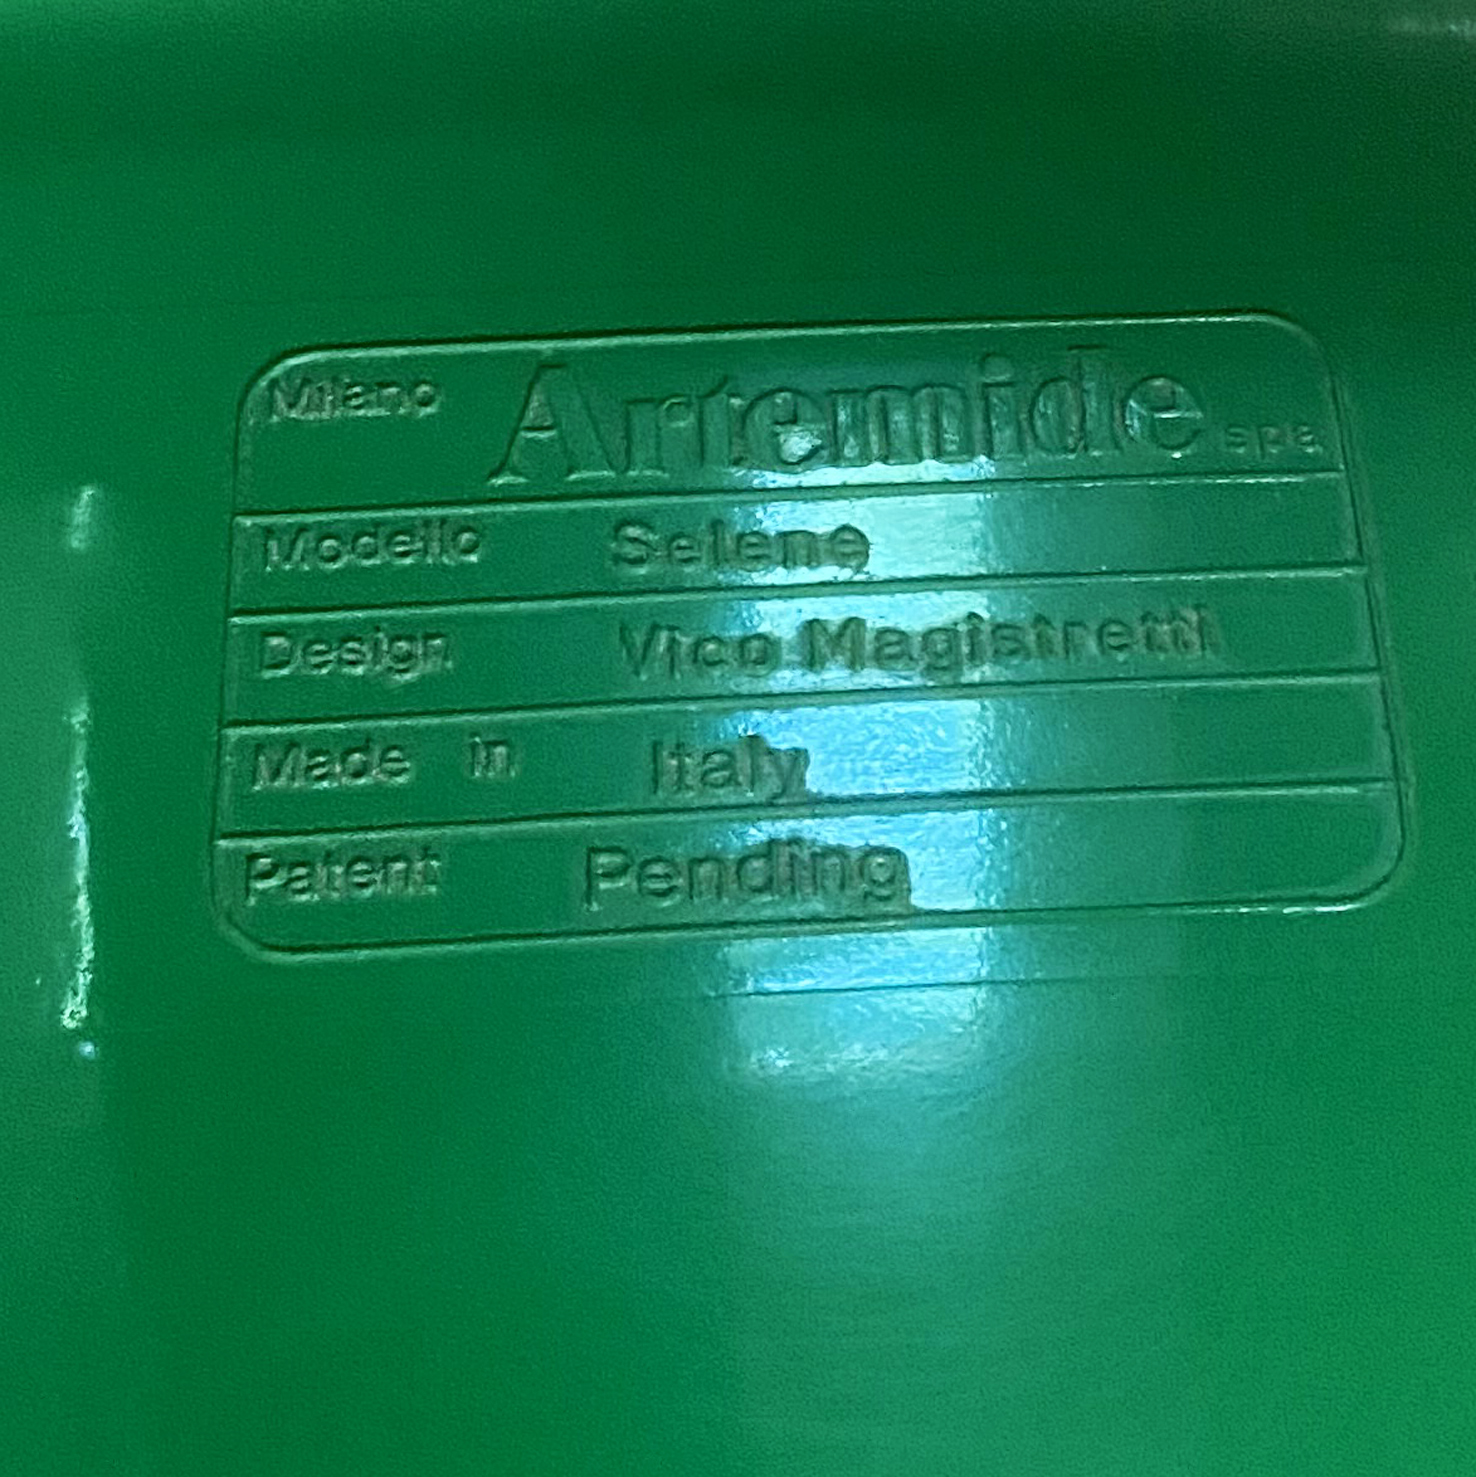 Milano Artemide spa
Modello Selene
Design Vico Magistretti
Made in Italy
Patent Pending